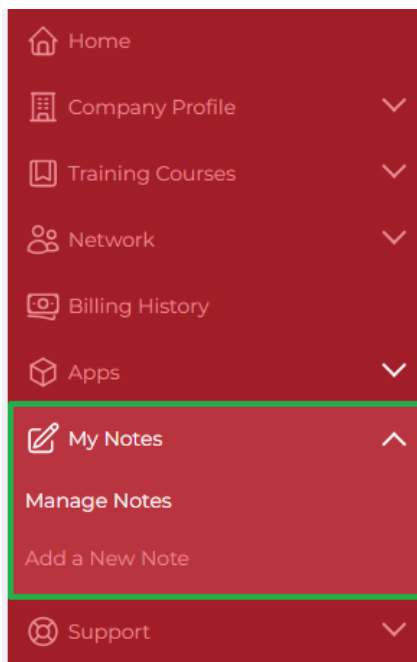 Home
Company Profile
Training Courses
Network
Billing History
Apps
My Notes
Manage Notes
Add a New Note
Support